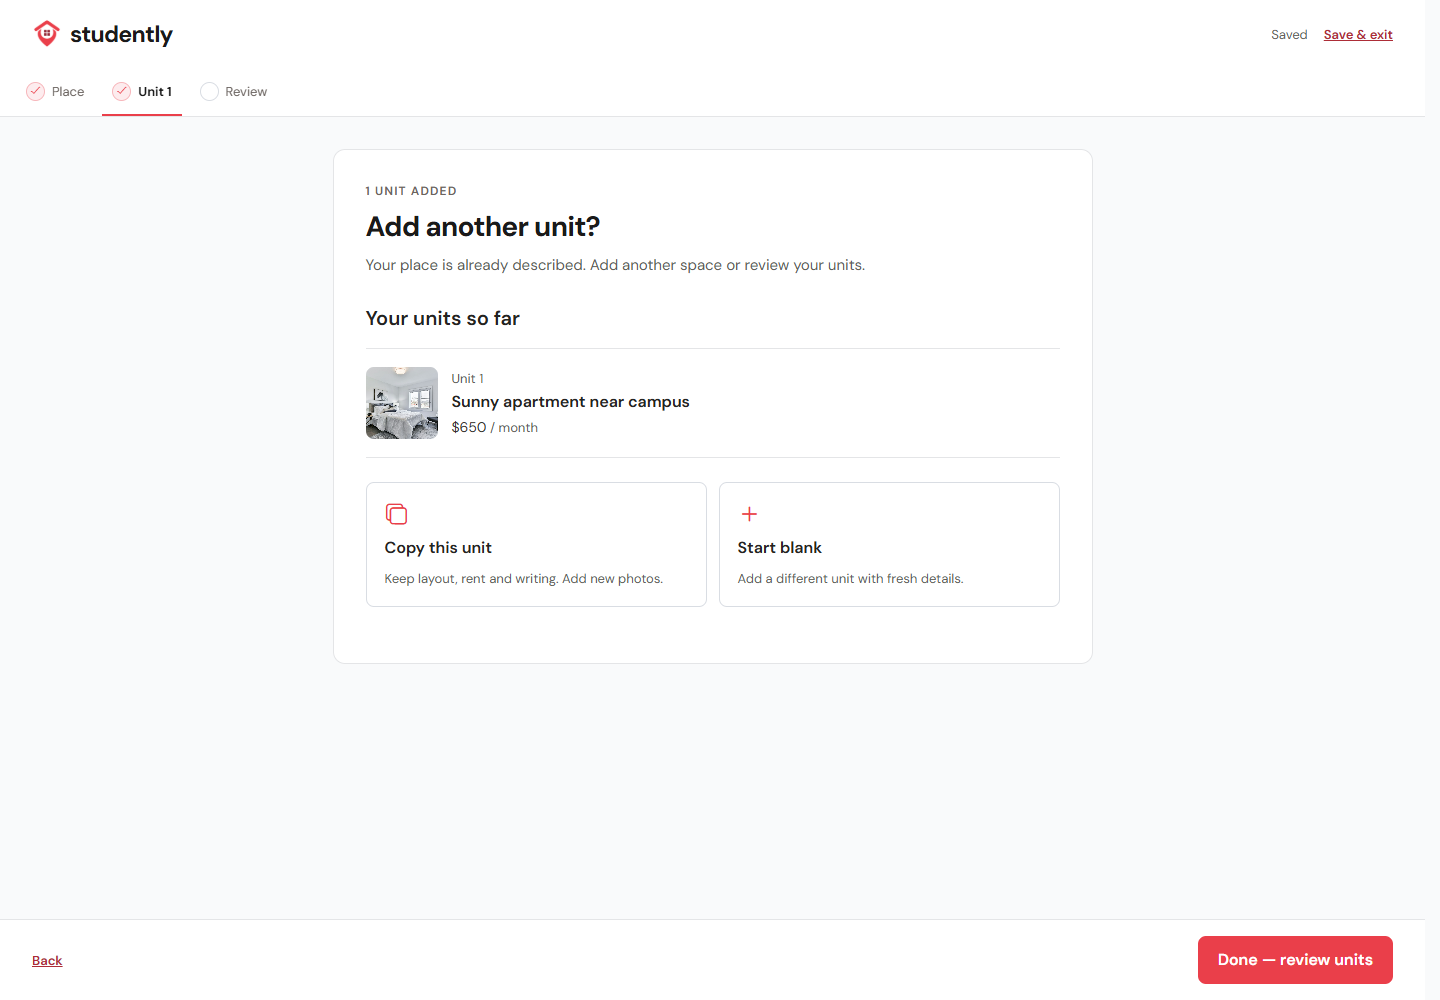 studently
Saved Save & exit
Place Unit 1 Review
1 UNIT ADDED
Add another unit?
Your place is already described. Add another space or review your units.
Your units so far
Unit 1
Sunny apartment near campus
$650 / month
Copy this unit
Keep layout, rent and writing. Add new photos.
Start blank
Add a different unit with fresh details.
Back
Done — review units